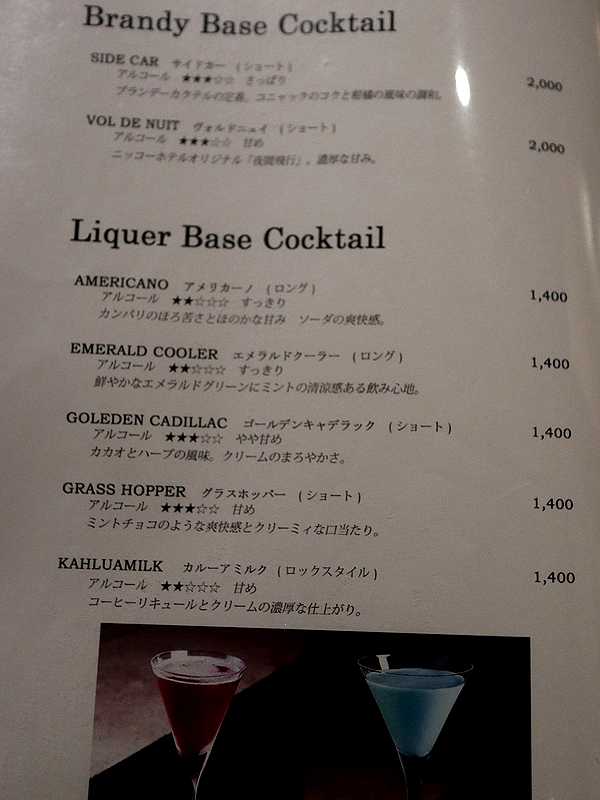 Brandy Base Cocktail
SIDE CAR サイドカー (ショート)
アルコール ★★★☆☆ さっぱり
2,000
ブランデーカクテルの定番。コニャックのコクと柑橘の風味の調和。
VOL DE NUIT ヴォルドニュイ (ショート)
アルコール ★★★☆☆ 甘め
2,000
ニッコーホテルオリジナル「夜間飛行」。濃厚な甘み。
Liquer Base Cocktail
AMERICANO アメリカーノ (ロング)
アルコール ★★☆☆☆ すっきり
1,400
カンパリのほろ苦さとほのかな甘み ソーダの爽快感。
EMERALD COOLER エメラルドクーラー (ロング)
アルコール ★★☆☆☆ すっきり
1,400
鮮やかなエメラルドグリーンにミントの清涼感ある飲み心地。
GOLEDEN CADILLAC ゴールデンキャデラック (ショート)
アルコール ★★★☆☆ やや甘め
1,400
カカオとハーブの風味。クリームのまろやかさ。
GRASS HOPPER グラスホッパー (ショート)
アルコール ★★★☆☆ 甘め
1,400
ミントチョコのような爽快感とクリーミィな口当たり。
KAHLUAMILK カルーアミルク (ロックスタイル)
アルコール ★★☆☆☆ 甘め
1,400
コーヒーリキュールとクリームの濃厚な仕上がり。